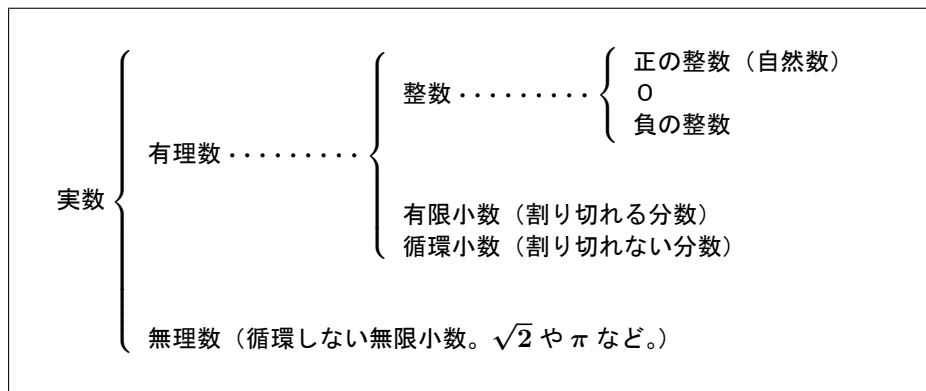 正の整数（自然数）
整数 ········· 0
負の整数
有理数 ·········
実数
有限小数（割り切れる分数）
循環小数（割り切れない分数）
無理数（循環しない無限小数。√2 や π など。）